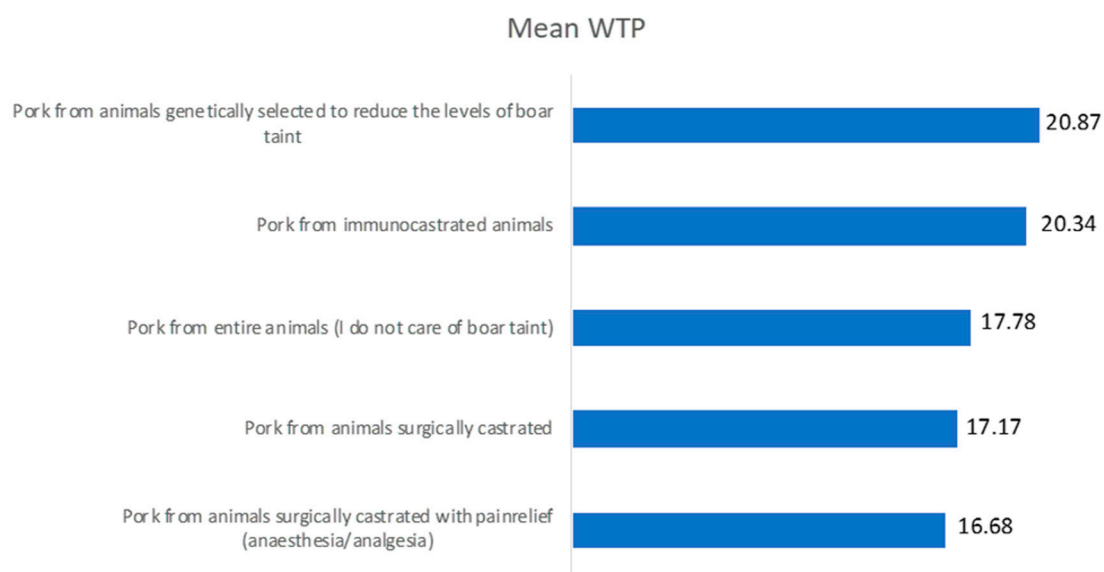 Mean WTP
Pork from animals genetically selected to reduce the levels of boar
taint
20.87
Pork from immunocastrated animals
20.34
Pork from entire animals (I do not care of boar taint)
17.78
Pork from animals surgically castrated
17.17
Pork from animals surgically castrated with painrelief
(anaesthesia/analgesia)
16.68